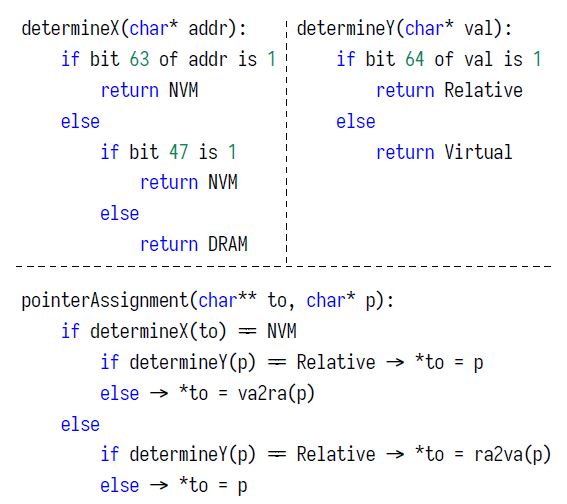 determineX(char* addr):
if bit 63 of addr is 1
return NVM
else
if bit 47 is 1
return NVM
else
return DRAM
determineY(char* val):
if bit 64 of val is 1
return Relative
else
return Virtual
pointerAssignment(char** to, char* p):
if determineX(to) == NVM
if determineY(p) == Relative → *to = p
else → *to = va2ra(p)
else
if determineY(p) == Relative → *to = ra2va(p)
else → *to = p